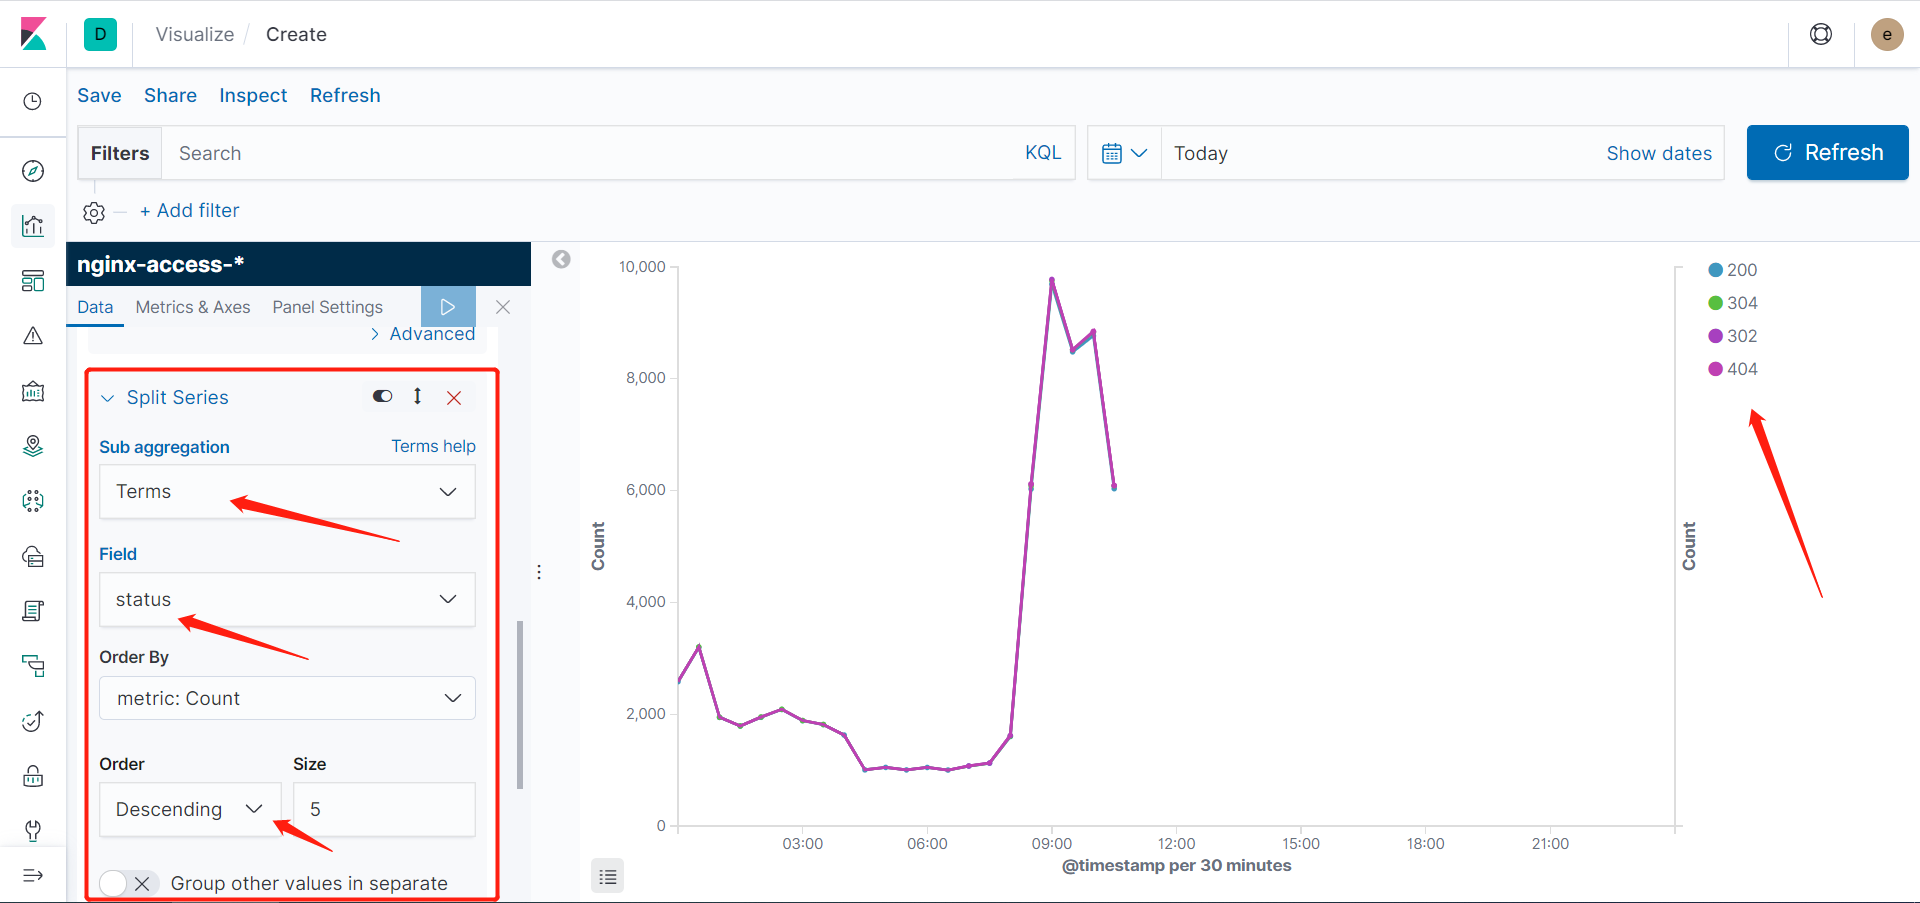 D Visualize / Create e
Save Share Inspect Refresh
Filters Search KQL Today Show dates Refresh
+ Add filter
nginx-access-*
Data Metrics & Axes Panel Settings
Advanced
Split Series
Sub aggregation Terms help
Terms
Field
status
Order By
metric: Count
Order Size
Descending 5
Group other values in separate
10,000
8,000
6,000
4,000
2,000
0
Count
03:00 06:00 09:00 12:00 15:00 18:00 21:00
@timestamp per 30 minutes
Count
200
304
302
404